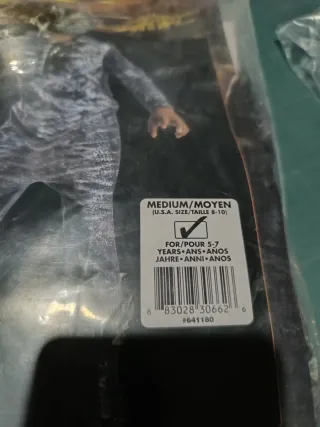 MEDIUM/MOYEN
(U.S.A. SIZE/TAILLE 8-10)
FOR/POUR 5-7
YEARS•ANS•AÑOS
JAHRE•ANNI•ANOS
6 83028 30662 6
#641180